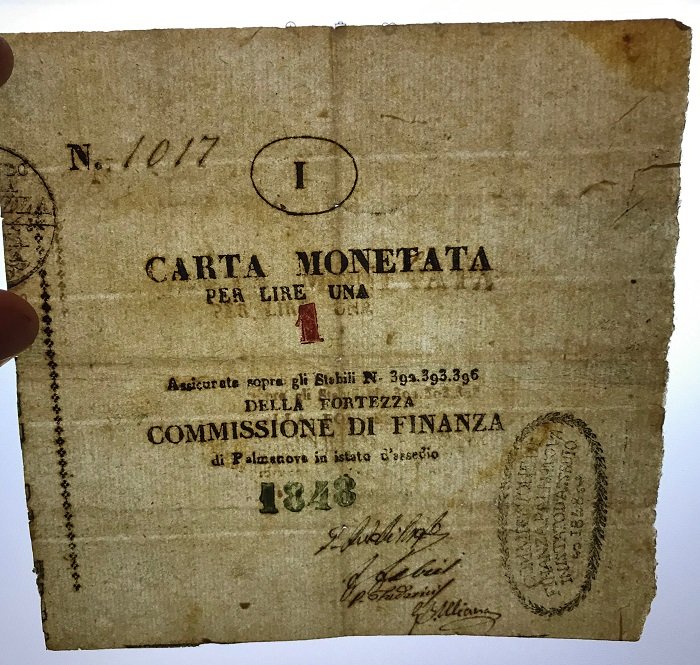 N. 1017
I
CARTA MONETATA
PER LIRE UNA
1
Assicurata sopra gli Stabili N. 392.393.396
DELLA FORTEZZA
COMMISSIONE DI FINANZA
di Palmanova in istato d'assedio
1848